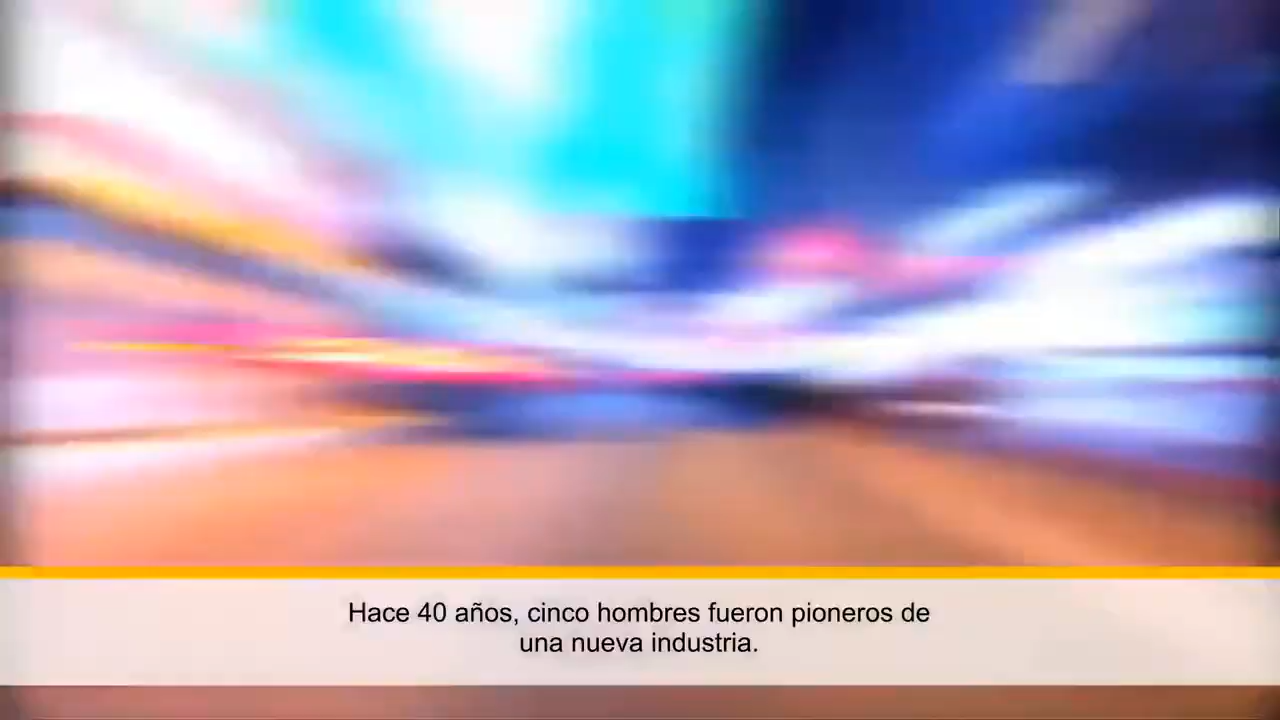 Hace 40 años, cinco hombres fueron pioneros de
una nueva industria.